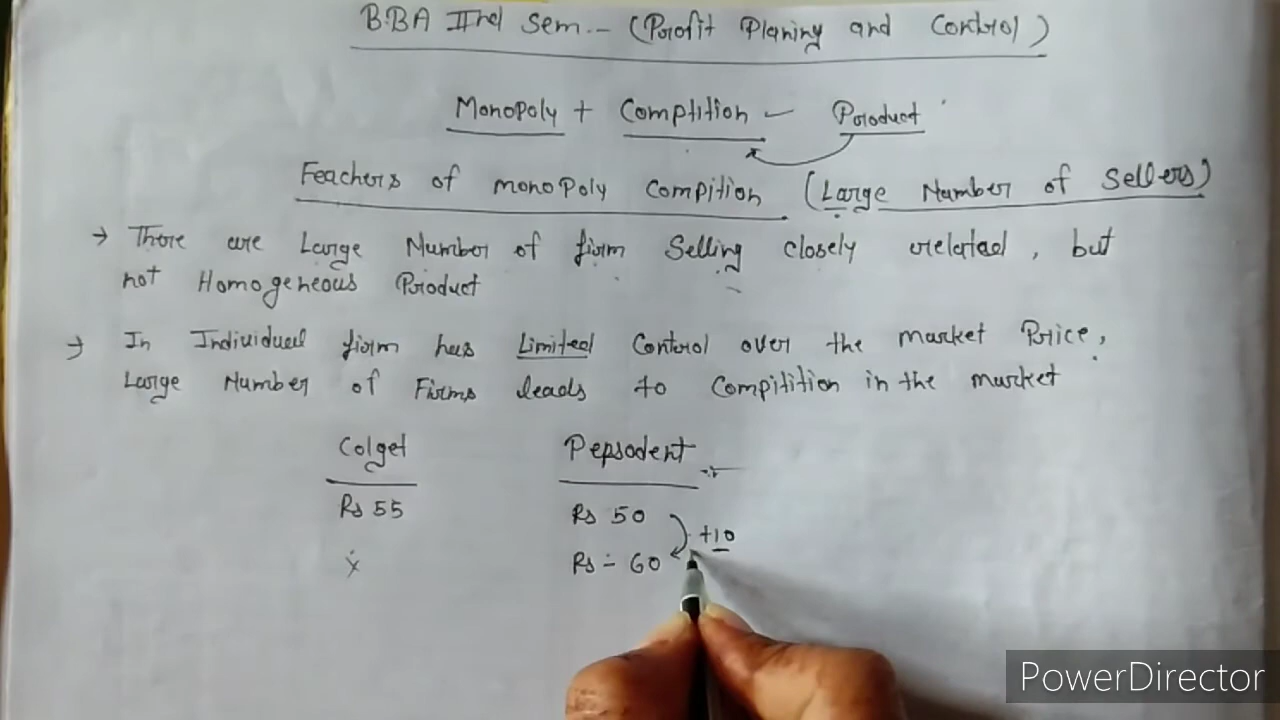 BBA IInd Sem.- (Profit Planing and Control)
Monopoly + Comptition - Product
Feachers of monopoly Compition (Large Number of Sellers)
→ There are Large Number of firm Selling closely related, but
not Homogeneous Product
→ In Individual firm has Limited Control over the market Price,
Large Number of Firms leads to Compitition in the market
Colget Pepsodent
Rs 55 Rs 50 +10
Rs - 60
PowerDirector